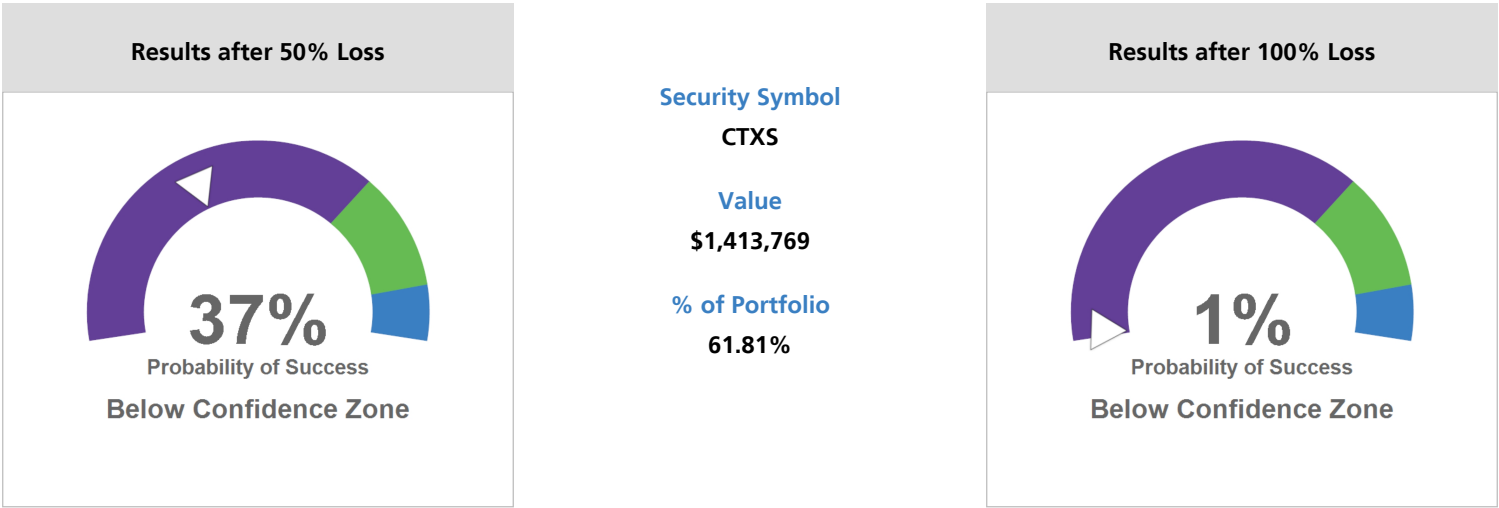 Results after 50% Loss
37%
Probability of Success
Below Confidence Zone
Security Symbol
CTXS
Value
$1,413,769
% of Portfolio
61.81%
Results after 100% Loss
1%
Probability of Success
Below Confidence Zone